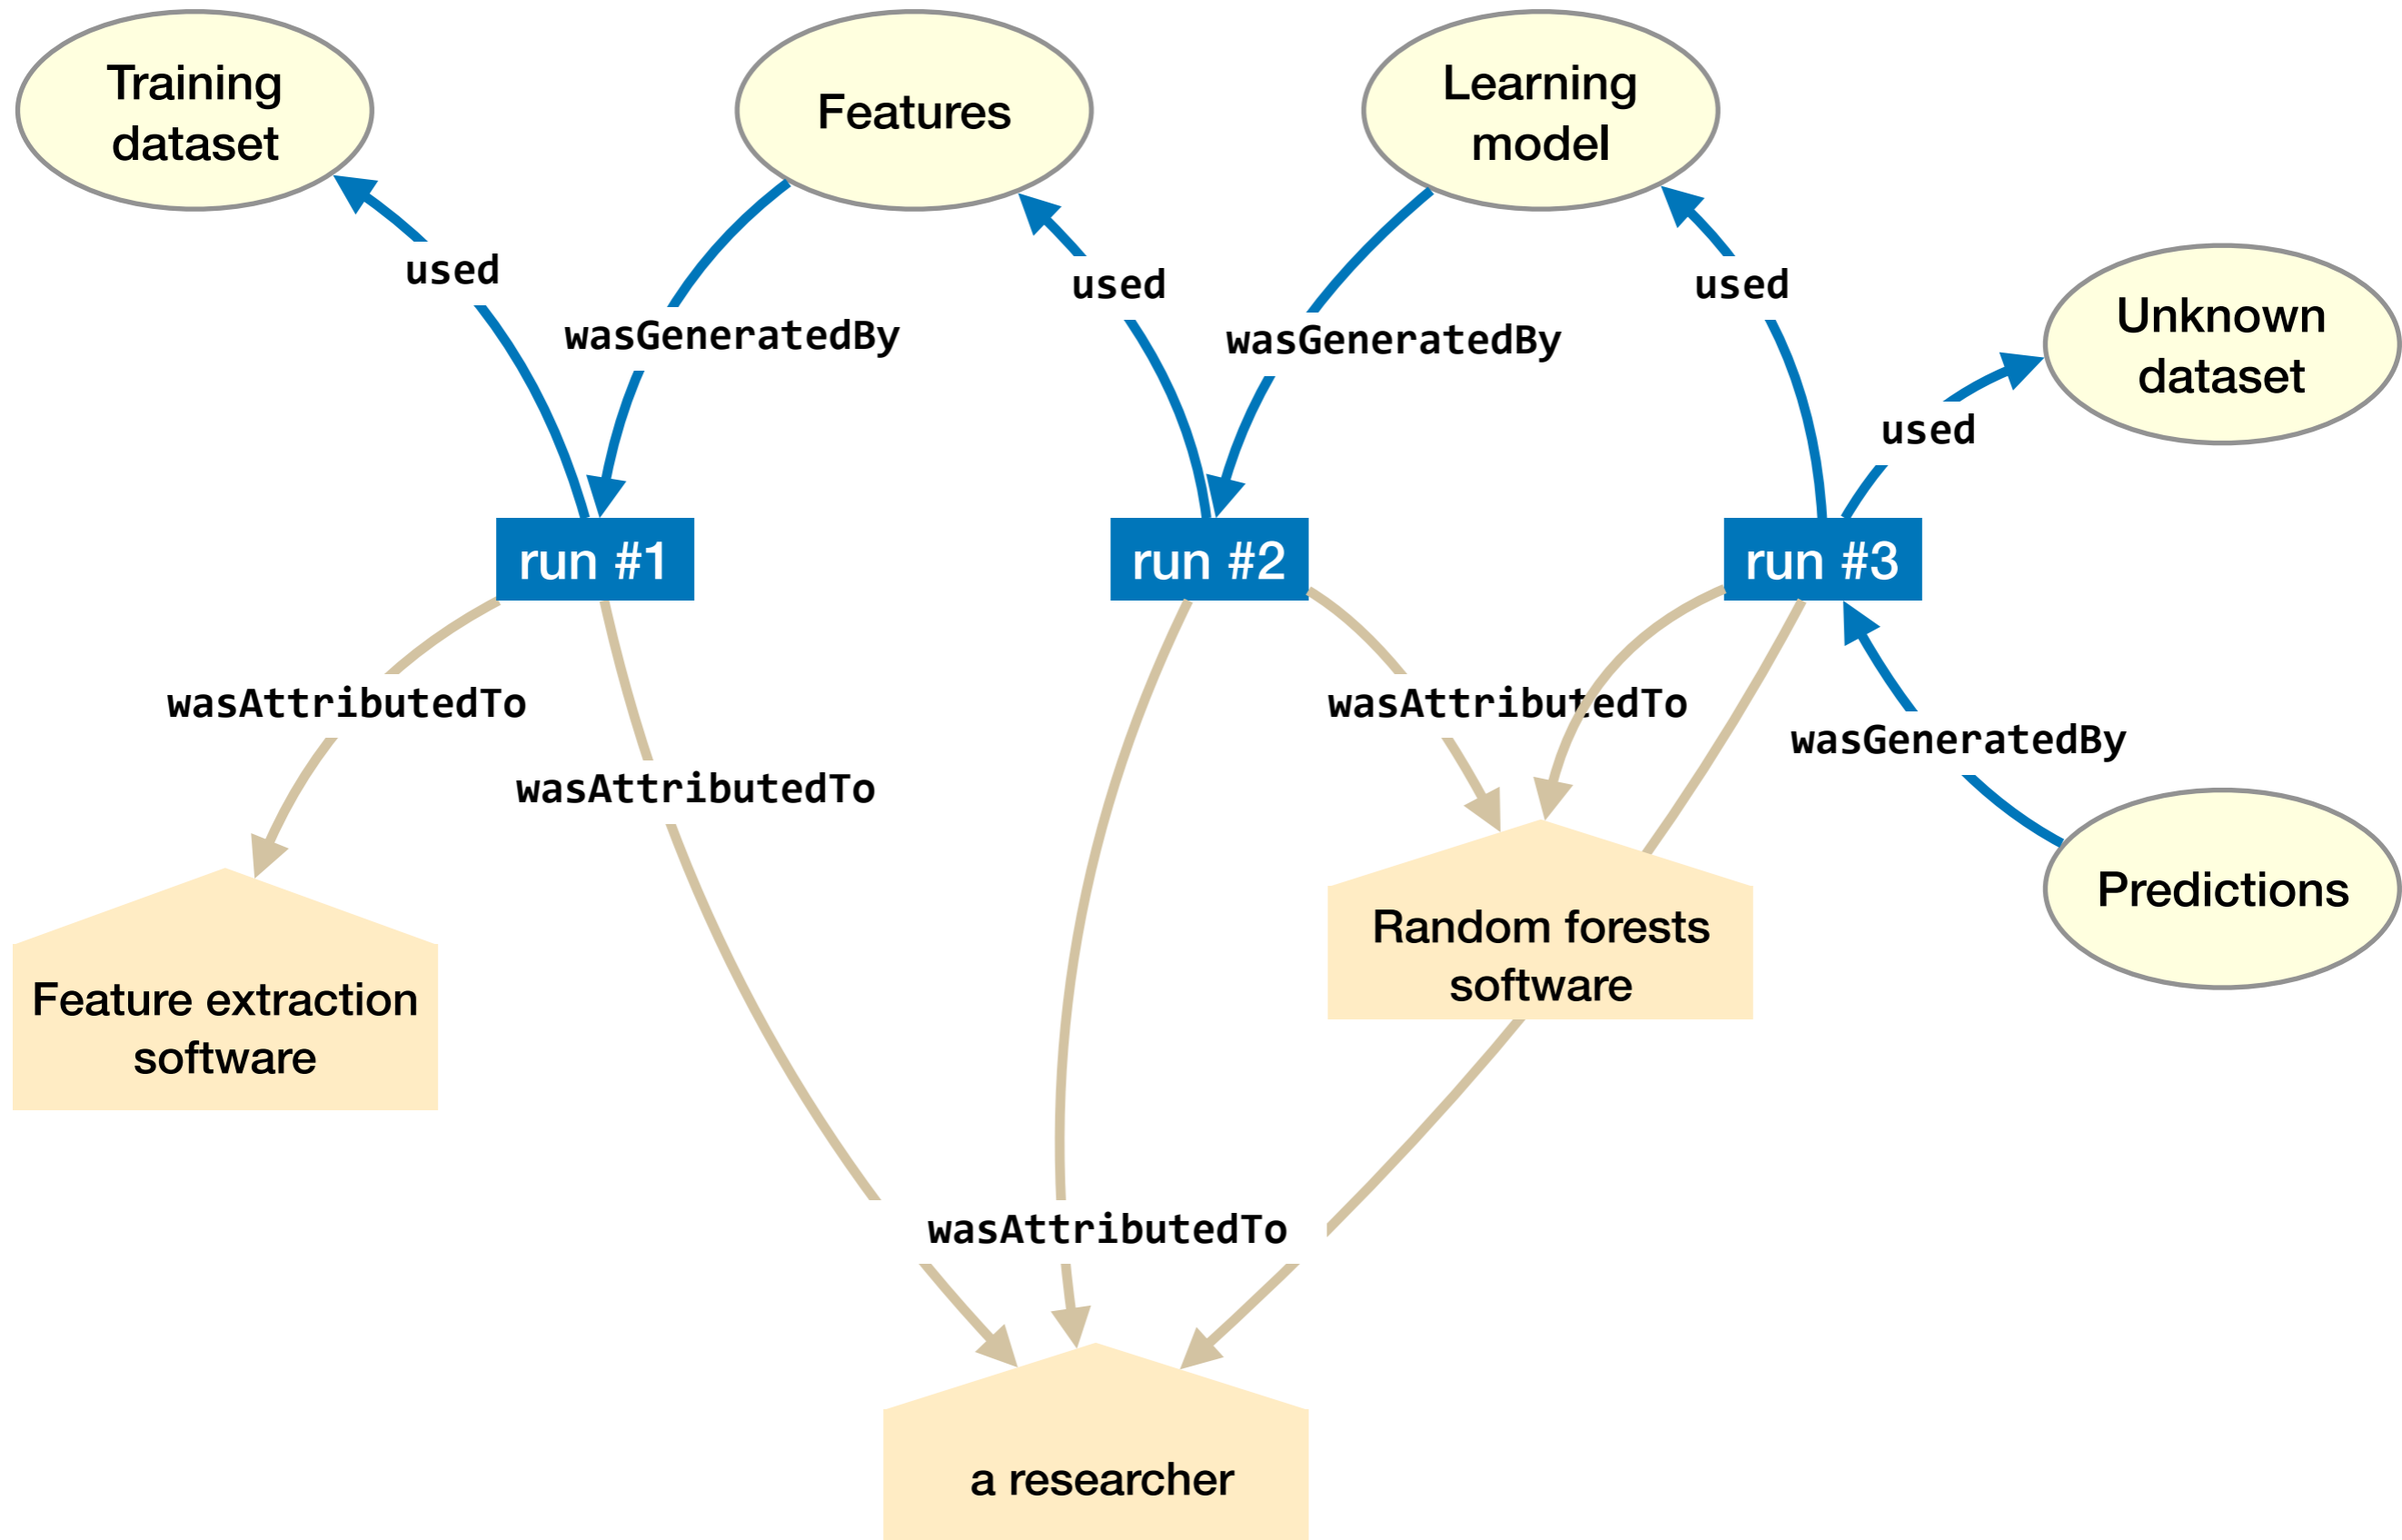 Training
dataset
Features
Learning
model
used
used
used
wasGeneratedBy
wasGeneratedBy
Unknown
dataset
used
run #1
run #2
run #3
wasAttributedTo
wasAttributedTo
wasGeneratedBy
wasAttributedTo
Predictions
Random forests
software
Feature extraction
software
wasAttributedTo
a researcher